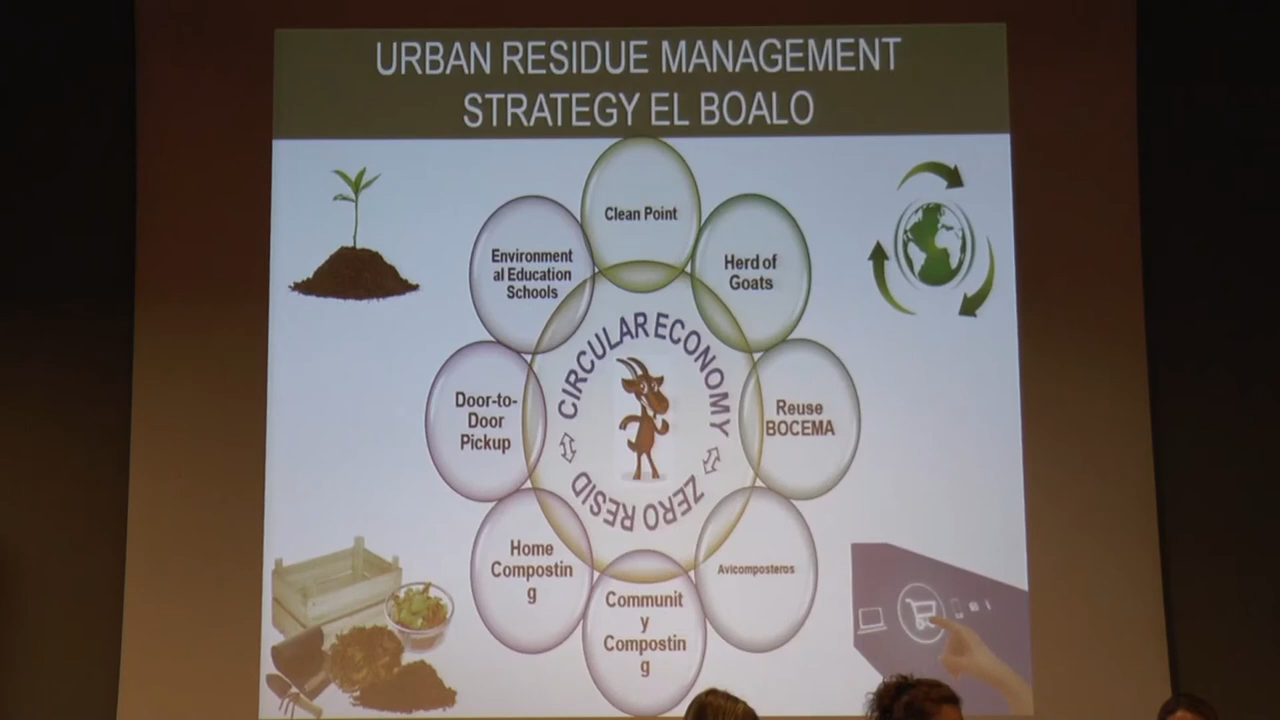 URBAN RESIDUE MANAGEMENT
STRATEGY EL BOALO
Clean Point
Herd of
Goats
Reuse
BOCEMA
Avicomposteros
Communit
y
Compostin
g
Home
Compostin
g
Door-to-
Door
Pickup
Environment
al Education
Schools
CIRCULAR ECONOMY
ZERO RESID